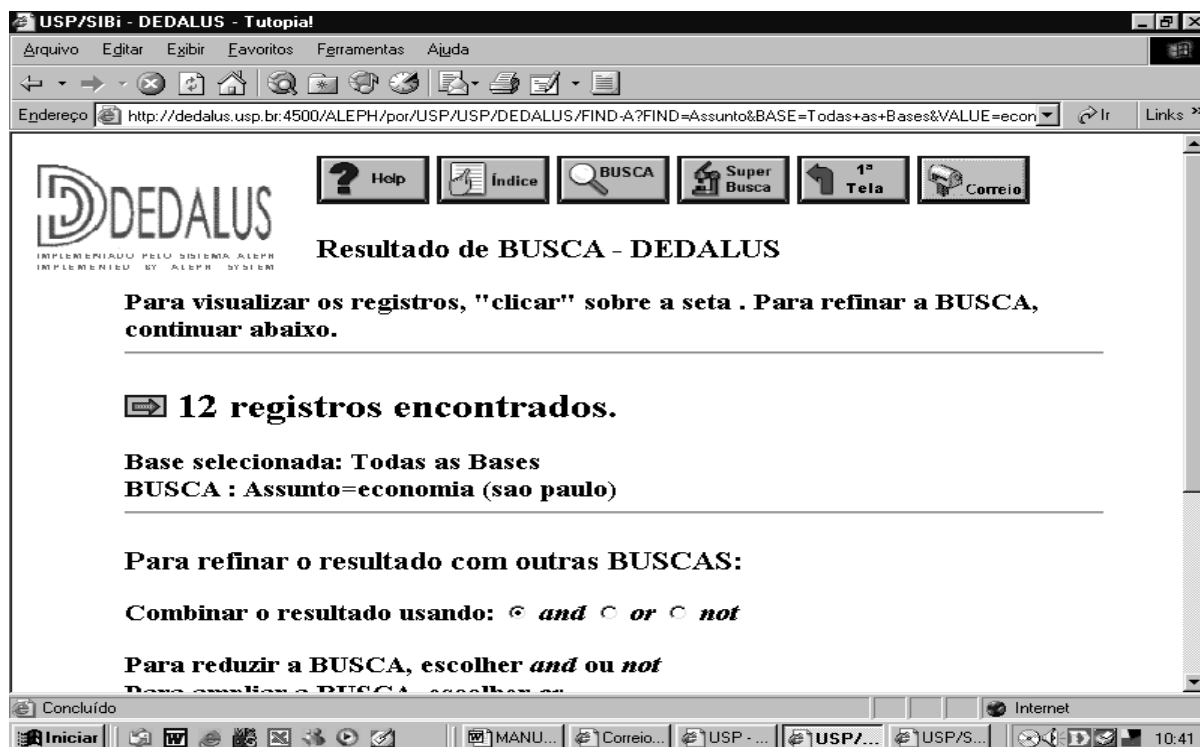 USP/SIBi - DEDALUS - Tutopia!
Arquivo Editar Exibir Favoritos Ferramentas Ajuda
Endereço http://dedalus.usp.br:4500/ALEPH/por/USP/USP/DEDALUS/FIND-A?FIND=Assunto&BASE=Todas+as+Bases&VALUE=econ Ir Links »
Help Índice BUSCA Super Busca 1ª Tela Correio
DEDALUS
IMPLEMENTADO PELO SISTEMA ALEPH
IMPLEMENTED BY ALEPH SYSTEM
Resultado de BUSCA - DEDALUS
Para visualizar os registros, "clicar" sobre a seta . Para refinar a BUSCA,
continuar abaixo.
12 registros encontrados.
Base selecionada: Todas as Bases
BUSCA : Assunto=economia (sao paulo)
Para refinar o resultado com outras BUSCAS:
Combinar o resultado usando: and or not
Para reduzir a BUSCA, escolher and ou not
Para ampliar a BUSCA, escolher or
Concluído Internet
Iniciar MANU... Correio... USP - ... USP/... USP/S... 10:41